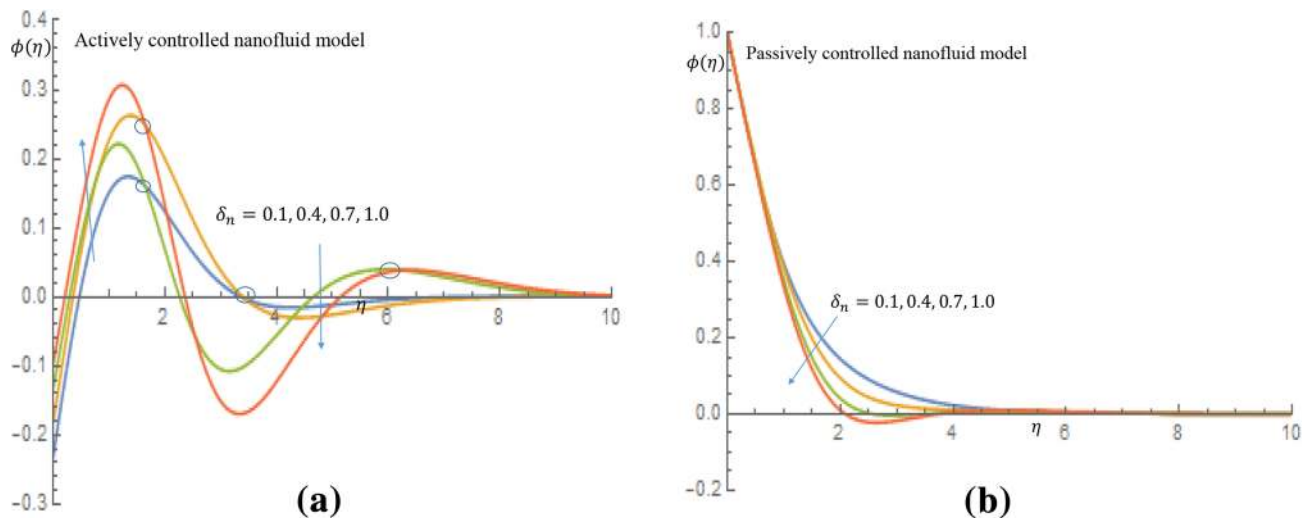 0.4
ϕ(η)
Actively controlled nanofluid model
0.3
0.2
δₙ = 0.1, 0.4, 0.7, 1.0
0.1
0.0
2
4
η
6
8
10
−0.1
−0.2
−0.3
(a)
1.0
ϕ(η)
Passively controlled nanofluid model
0.8
0.6
0.4
δₙ = 0.1, 0.4, 0.7, 1.0
0.2
0.0
2
4
η
6
8
10
−0.2
(b)